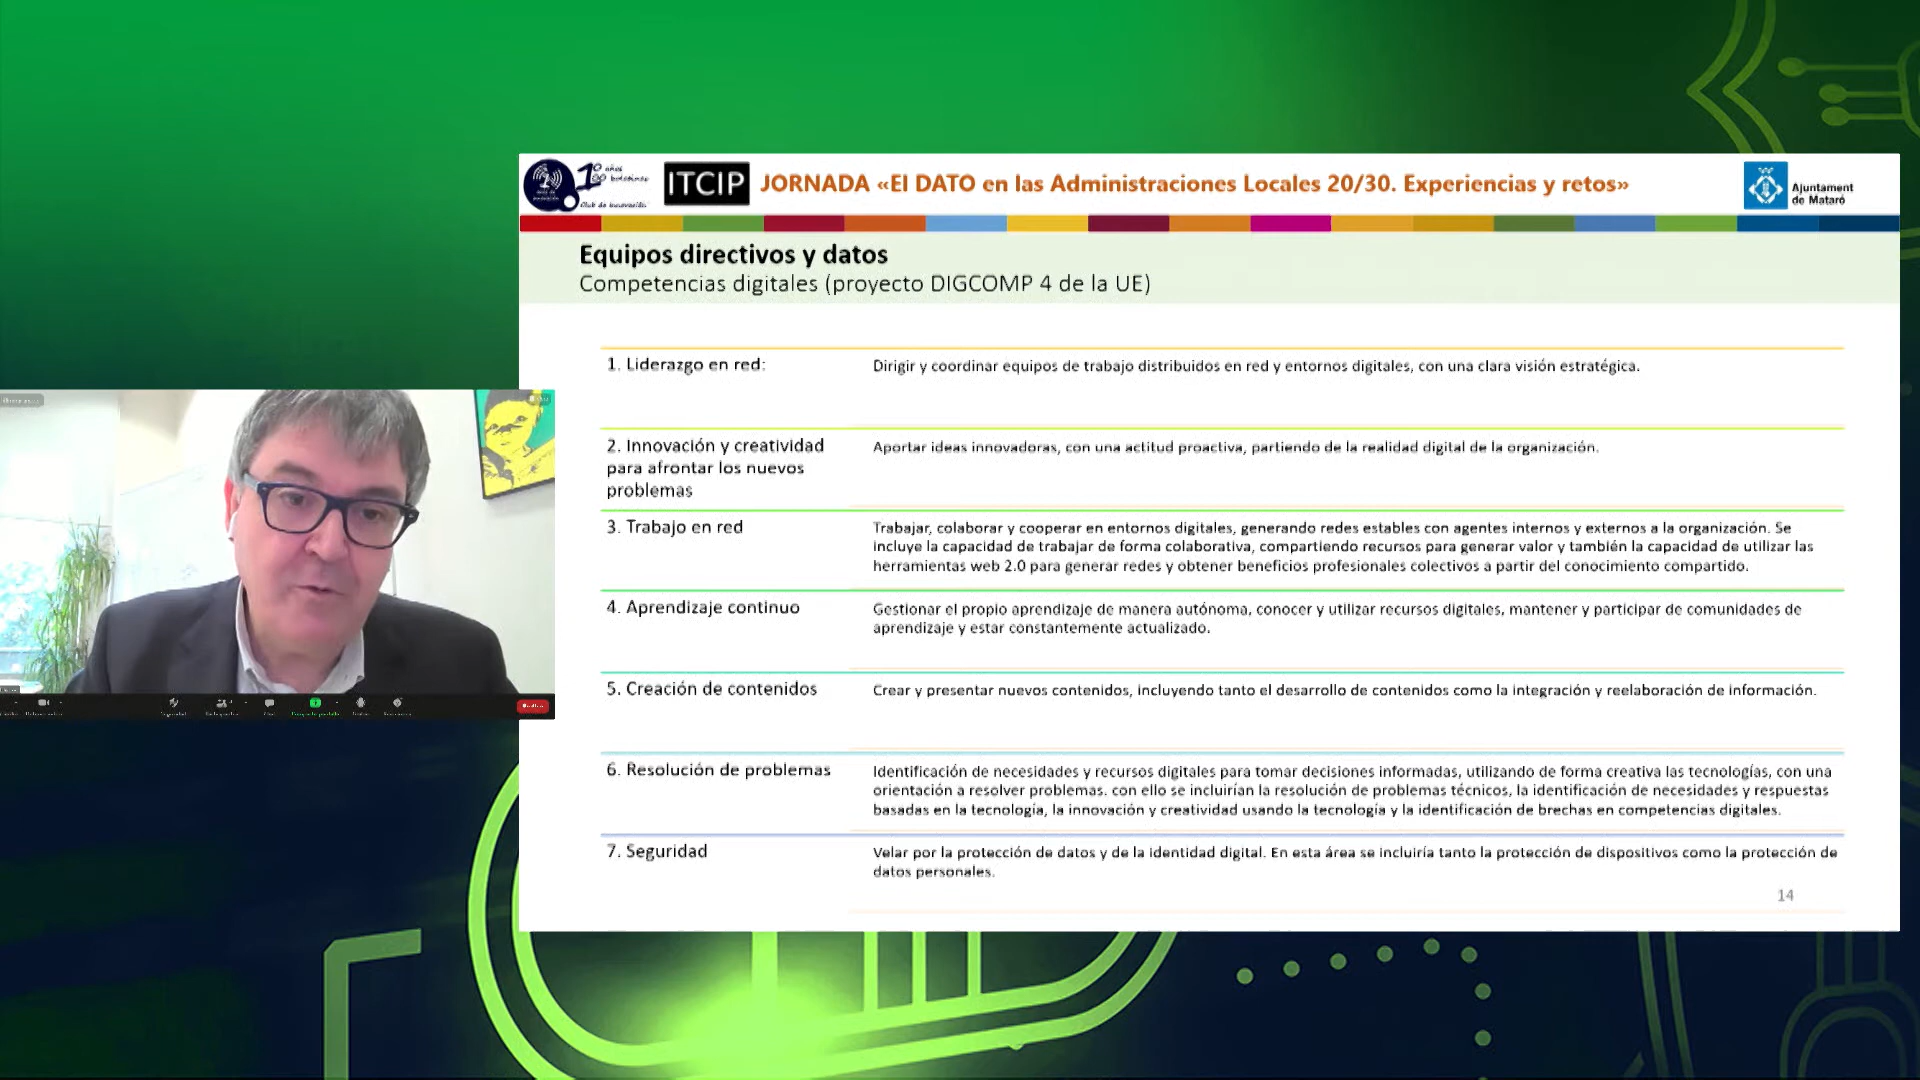 10 años
100 boletines
Club de Innovación
ITCIP
JORNADA «El DATO en las Administraciones Locales 20/30. Experiencias y retos»
Ajuntament
de Mataró
Equipos directivos y datos
Competencias digitales (proyecto DIGCOMP 4 de la UE)
1. Liderazgo en red:
Dirigir y coordinar equipos de trabajo distribuidos en red y entornos digitales, con una clara visión estratégica.
2. Innovación y creatividad
para afrontar los nuevos
problemas
Aportar ideas innovadoras, con una actitud proactiva, partiendo de la realidad digital de la organización.
3. Trabajo en red
Trabajar, colaborar y cooperar en entornos digitales, generando redes estables con agentes internos y externos a la organización. Se
incluye la capacidad de trabajar de forma colaborativa, compartiendo recursos para generar valor y también la capacidad de utilizar las
herramientas web 2.0 para generar redes y obtener beneficios profesionales colectivos a partir del conocimiento compartido.
4. Aprendizaje continuo
Gestionar el propio aprendizaje de manera autónoma, conocer y utilizar recursos digitales, mantener y participar de comunidades de
aprendizaje y estar constantemente actualizado.
5. Creación de contenidos
Crear y presentar nuevos contenidos, incluyendo tanto el desarrollo de contenidos como la integración y reelaboración de información.
6. Resolución de problemas
Identificación de necesidades y recursos digitales para tomar decisiones informadas, utilizando de forma creativa las tecnologías, con una
orientación a resolver problemas. con ello se incluirían la resolución de problemas técnicos, la identificación de necesidades y respuestas
basadas en la tecnología, la innovación y creatividad usando la tecnología y la identificación de brechas en competencias digitales.
7. Seguridad
Velar por la protección de datos y de la identidad digital. En esta área se incluiría tanto la protección de dispositivos como la protección de
datos personales.
14